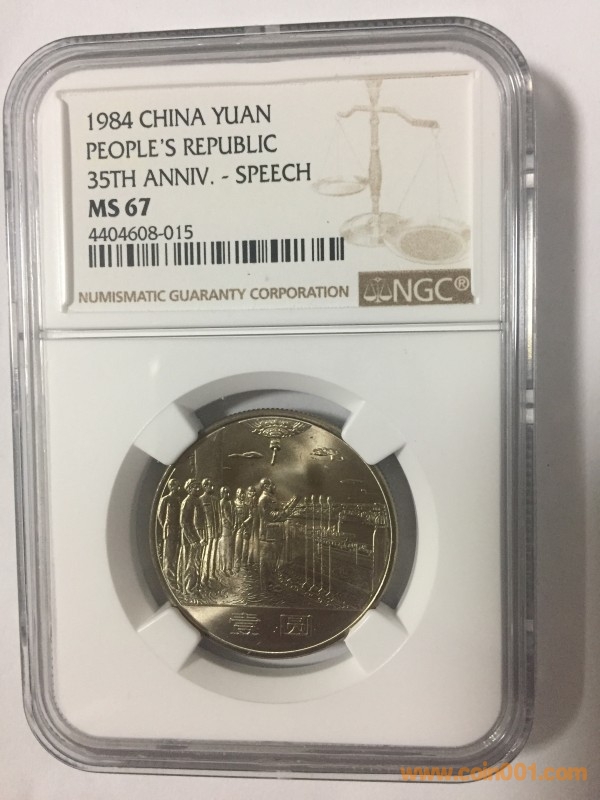 1984 CHINA YUAN
PEOPLE'S REPUBLIC
35TH ANNIV. - SPEECH
MS 67
4404608-015
NUMISMATIC GUARANTY CORPORATION
NGC®
壹圆
www.coin001.com